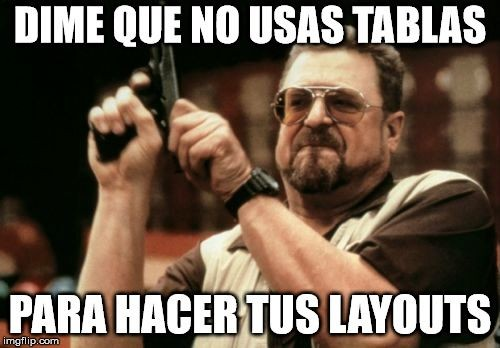 DIME QUE NO USAS TABLAS
PARA HACER TUS LAYOUTS
imgflip.com